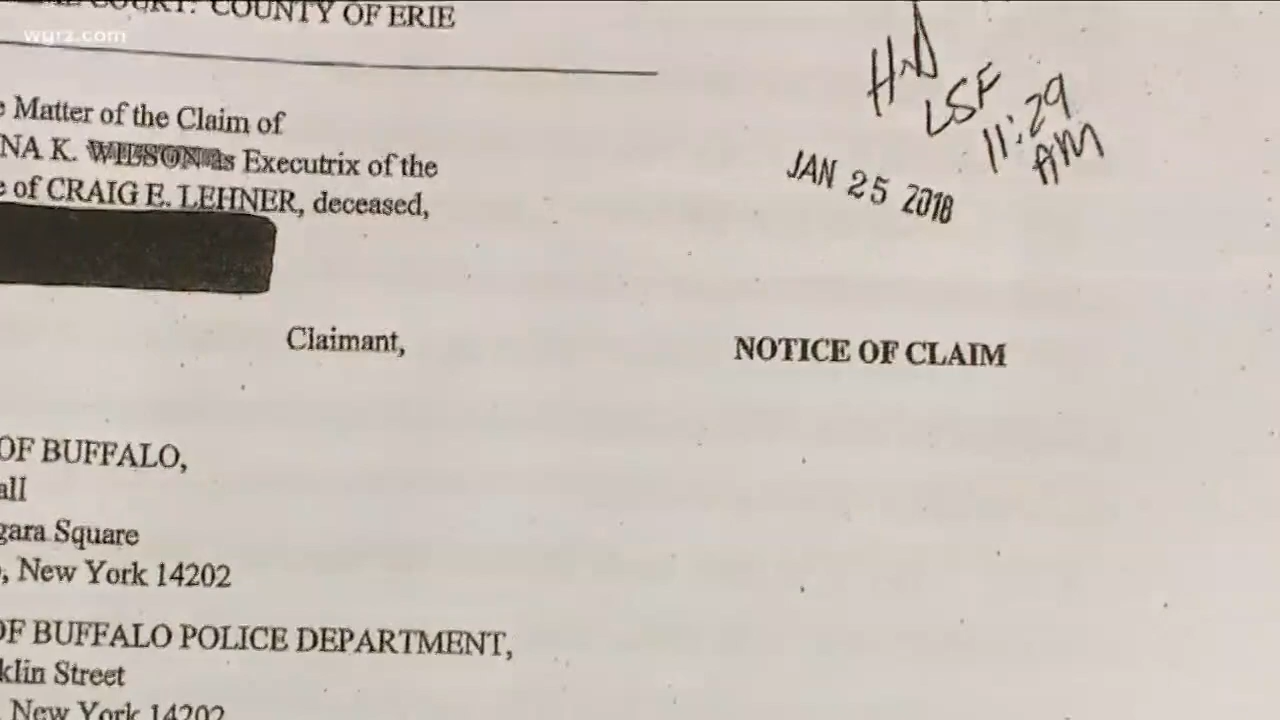 COURT: COUNTY OF ERIE
wgrz.com
Matter of the Claim of
NA K. WILSON as Executrix of the
of CRAIG E. LEHNER, deceased,
Claimant,
H.D
LSF
11:29
AM
JAN 25 2018
NOTICE OF CLAIM
OF BUFFALO,
all
gara Square
, New York 14202
OF BUFFALO POLICE DEPARTMENT,
klin Street
, New York 14202